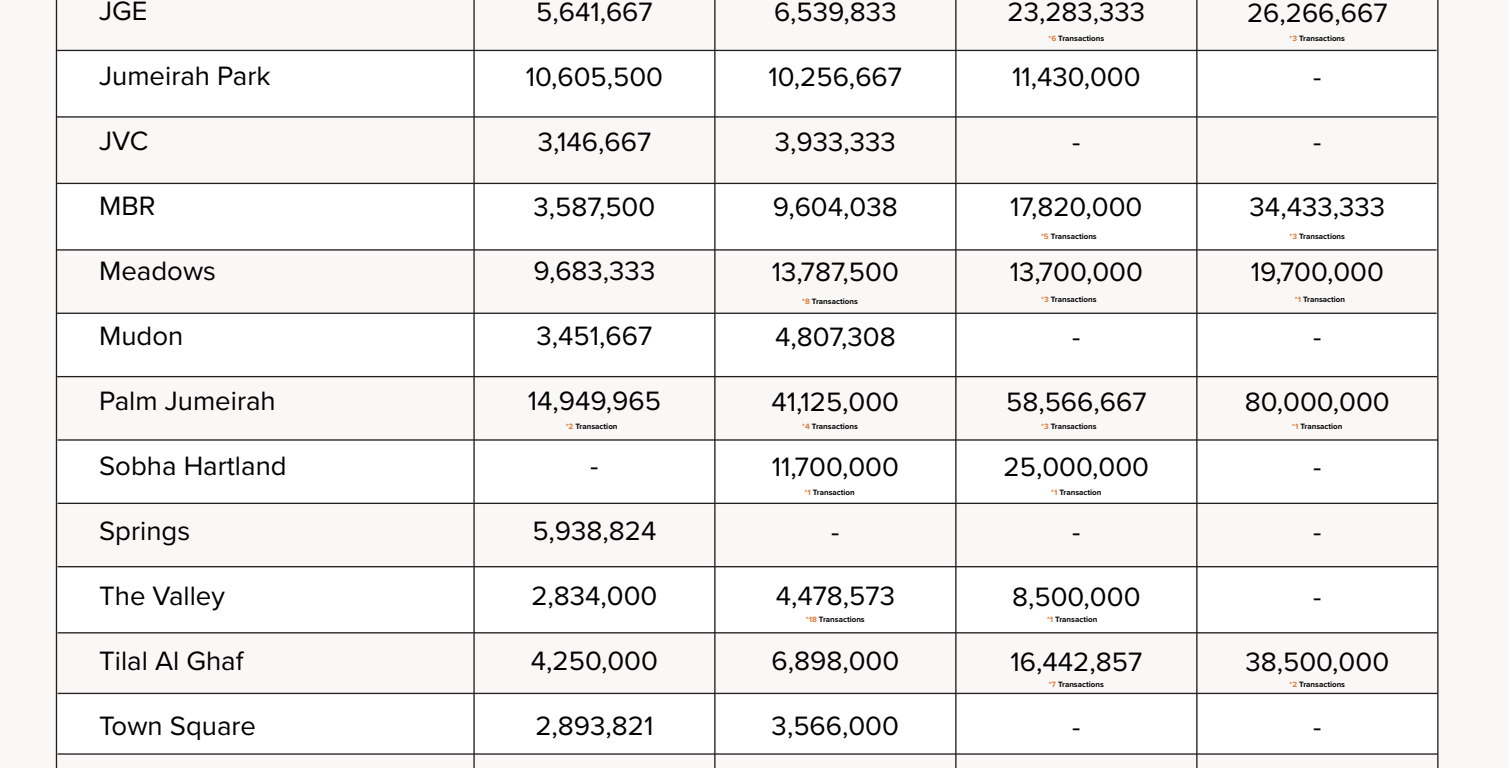 JGE 5,641,667 6,539,833 23,283,333 26,266,667
*6 Transactions *3 Transactions
Jumeirah Park 10,605,500 10,256,667 11,430,000 -
JVC 3,146,667 3,933,333 - -
MBR 3,587,500 9,604,038 17,820,000 34,433,333
*5 Transactions *3 Transactions
Meadows 9,683,333 13,787,500 13,700,000 19,700,000
*8 Transactions *3 Transactions *1 Transaction
Mudon 3,451,667 4,807,308 - -
Palm Jumeirah 14,949,965 41,125,000 58,566,667 80,000,000
*2 Transaction *4 Transactions *3 Transactions *1 Transaction
Sobha Hartland - 11,700,000 25,000,000 -
*1 Transaction *1 Transaction
Springs 5,938,824 - - -
The Valley 2,834,000 4,478,573 8,500,000 -
*18 Transactions *1 Transaction
Tilal Al Ghaf 4,250,000 6,898,000 16,442,857 38,500,000
*7 Transactions *2 Transactions
Town Square 2,893,821 3,566,000 - -